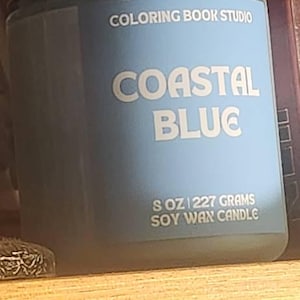 COLORING BOOK STUDIO
COASTAL
BLUE
8 OZ | 227 GRAMS
SOY WAX CANDLE